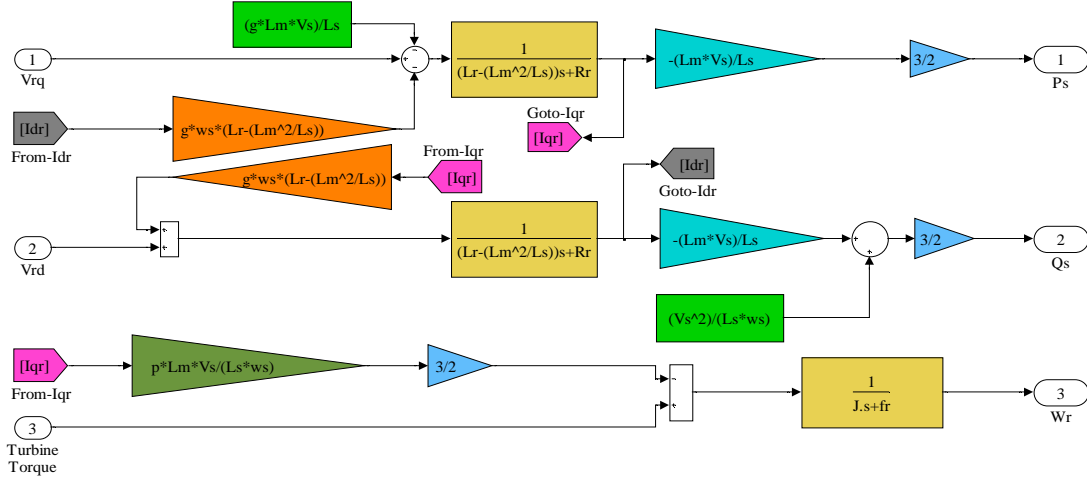 (g*Lm*Vs)/Ls
1
Vrq
1
(Lr-(Lm^2/Ls))s+Rr
-(Lm*Vs)/Ls
3/2
1
Ps
[Idr]
From-Idr
g*ws*(Lr-(Lm^2/Ls))
Goto-Iqr
[Iqr]
g*ws*(Lr-(Lm^2/Ls))
From-Iqr
[Iqr]
[Idr]
Goto-Idr
2
Vrd
1
(Lr-(Lm^2/Ls))s+Rr
-(Lm*Vs)/Ls
3/2
2
Qs
(Vs^2)/(Ls*ws)
[Iqr]
From-Iqr
p*Lm*Vs/(Ls*ws)
3/2
1
J.s+fr
3
Wr
3
Turbine
Torque